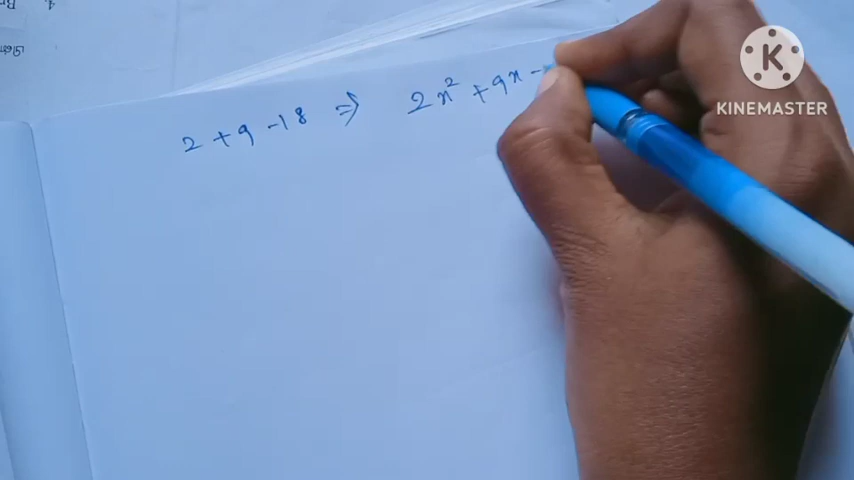 2 + 9 - 18 ⇒ 2x² + 9x -
KINEMASTER